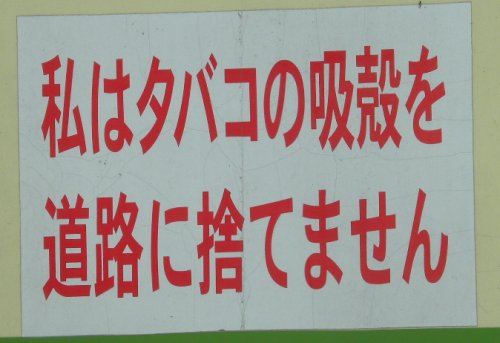 私はタバコの吸殻を
道路に捨てません